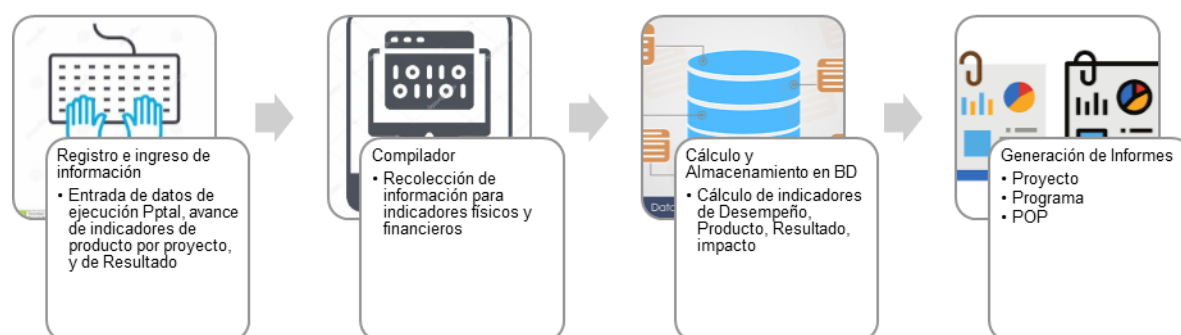 Registro e ingreso de
información
• Entrada de datos de
ejecución Pptal, avance
de indicadores de
producto por proyecto,
y de Resultado
10110
01101
Compilador
• Recolección de
información para
indicadores físicos y
financieros
Cálculo y
Almacenamiento en BD
• Cálculo de indicadores
de Desempeño,
Producto, Resultado,
impacto
Generación de Informes
• Proyecto
• Programa
• POP